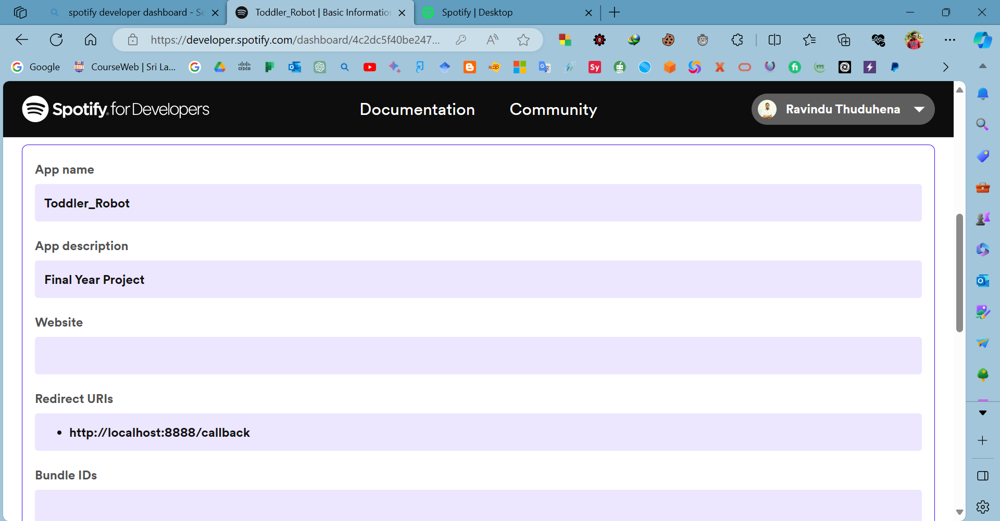 spotify developer dashboard - Se
Toddler_Robot | Basic Information
Spotify | Desktop
https://developer.spotify.com/dashboard/4c2dc5f40be247...
Google
CourseWeb | Sri La...
Spotify for Developers
Documentation
Community
Ravindu Thuduhena
App name
Toddler_Robot
App description
Final Year Project
Website
Redirect URIs
• http://localhost:8888/callback
Bundle IDs